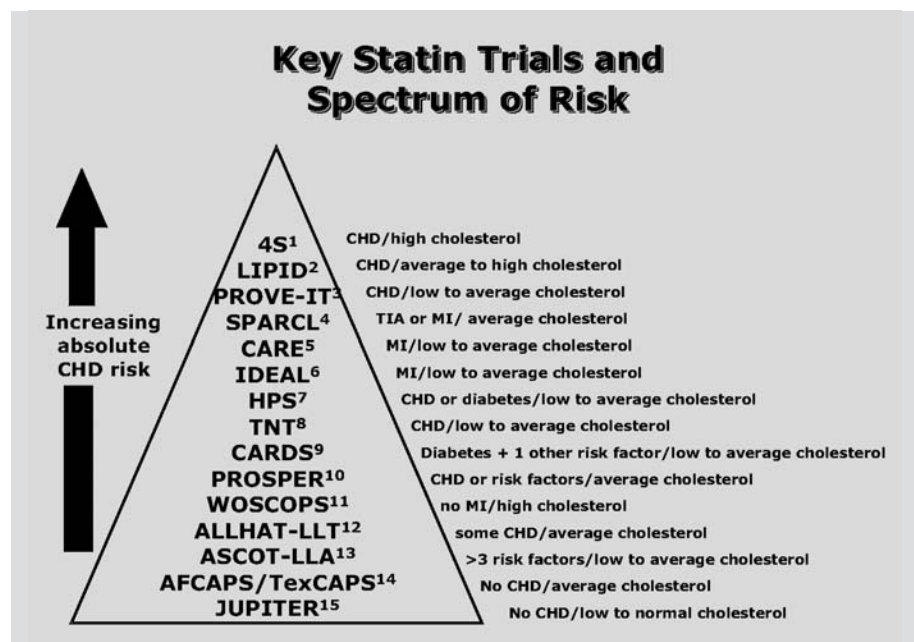 Key Statin Trials and
Spectrum of Risk
Increasing
absolute
CHD risk
4S¹ CHD/high cholesterol
LIPID² CHD/average to high cholesterol
PROVE-IT³ CHD/low to average cholesterol
SPARCL⁴ TIA or MI/ average cholesterol
CARE⁵ MI/low to average cholesterol
IDEAL⁶ MI/low to average cholesterol
HPS⁷ CHD or diabetes/low to average cholesterol
TNT⁸ CHD/low to average cholesterol
CARDS⁹ Diabetes + 1 other risk factor/low to average cholesterol
PROSPER¹⁰ CHD or risk factors/average cholesterol
WOSCOPS¹¹ no MI/high cholesterol
ALLHAT-LLT¹² some CHD/average cholesterol
ASCOT-LLA¹³ >3 risk factors/low to average cholesterol
AFCAPS/TexCAPS¹⁴ No CHD/average cholesterol
JUPITER¹⁵ No CHD/low to normal cholesterol